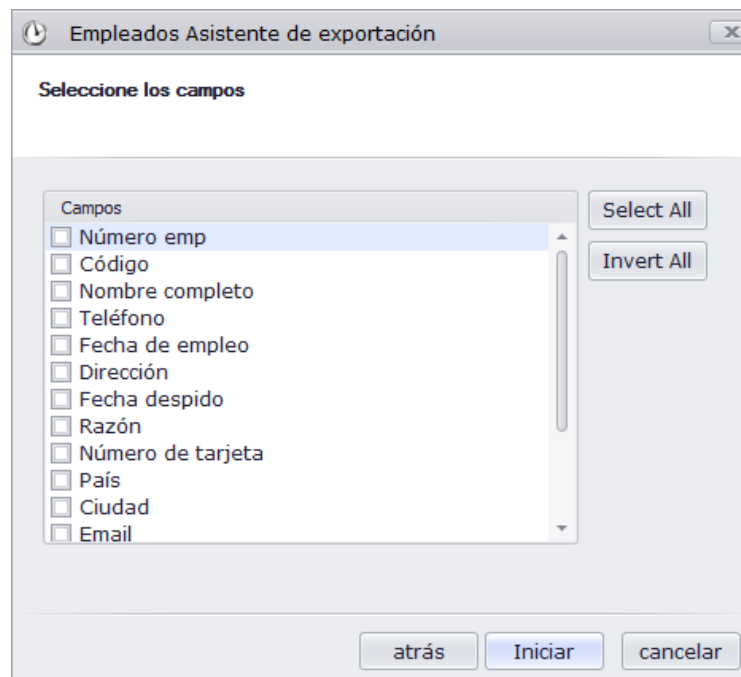 Empleados Asistente de exportación
Seleccione los campos
Campos
Select All
Número emp
Código
Invert All
Nombre completo
Teléfono
Fecha de empleo
Dirección
Fecha despido
Razón
Número de tarjeta
País
Ciudad
Email
atrás Iniciar cancelar